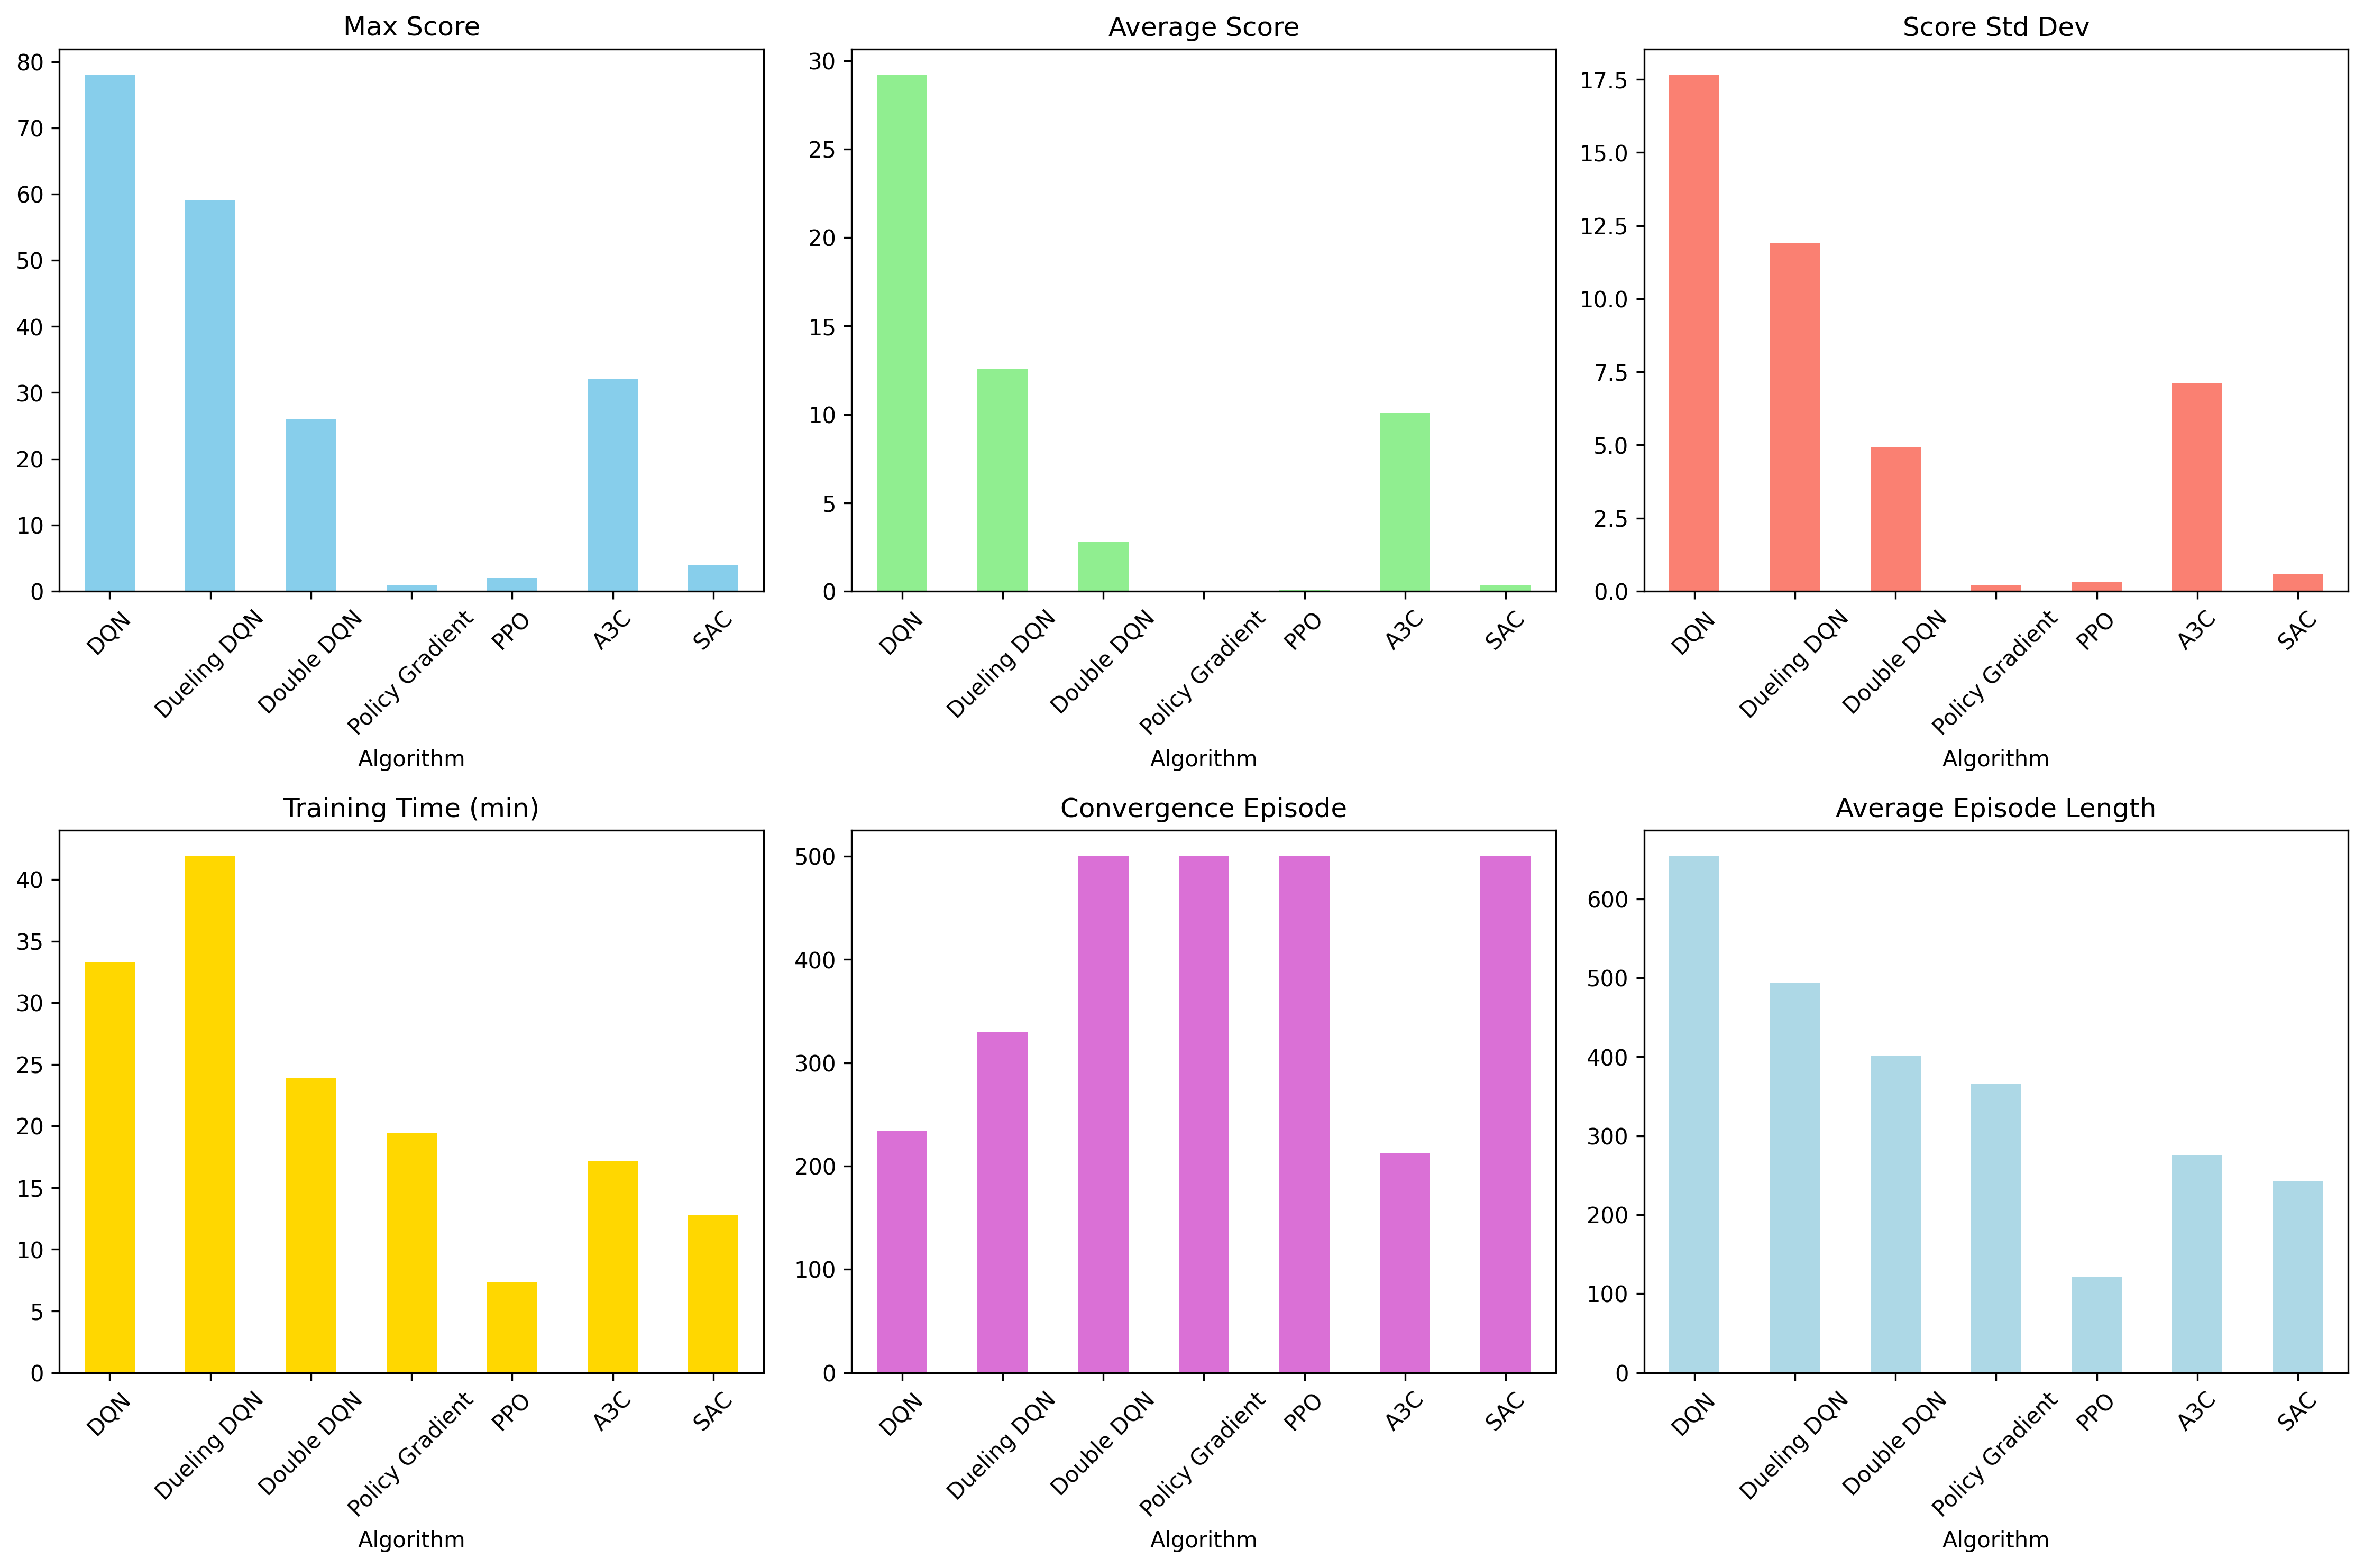 Max Score
80
70
60
50
40
30
20
10
0
DQN
Dueling DQN
Double DQN
Policy Gradient
PPO
A3C
SAC
Algorithm
Average Score
30
25
20
15
10
5
0
DQN
Dueling DQN
Double DQN
Policy Gradient
PPO
A3C
SAC
Algorithm
Score Std Dev
17.5
15.0
12.5
10.0
7.5
5.0
2.5
0.0
DQN
Dueling DQN
Double DQN
Policy Gradient
PPO
A3C
SAC
Algorithm
Training Time (min)
40
35
30
25
20
15
10
5
0
DQN
Dueling DQN
Double DQN
Policy Gradient
PPO
A3C
SAC
Algorithm
Convergence Episode
500
400
300
200
100
0
DQN
Dueling DQN
Double DQN
Policy Gradient
PPO
A3C
SAC
Algorithm
Average Episode Length
600
500
400
300
200
100
0
DQN
Dueling DQN
Double DQN
Policy Gradient
PPO
A3C
SAC
Algorithm